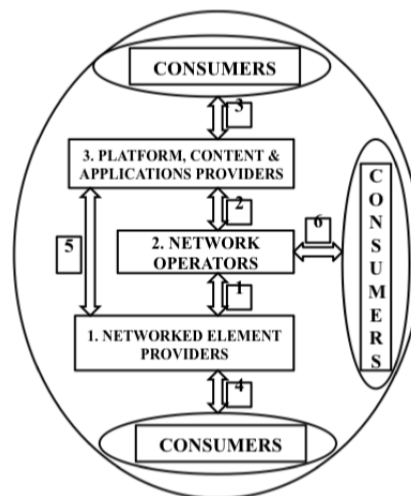 CONSUMERS
3
3. PLATFORM, CONTENT &
APPLICATIONS PROVIDERS
2
6
5
2. NETWORK
OPERATORS
1
1. NETWORKED ELEMENT
PROVIDERS
4
CONSUMERS
CONSUMERS